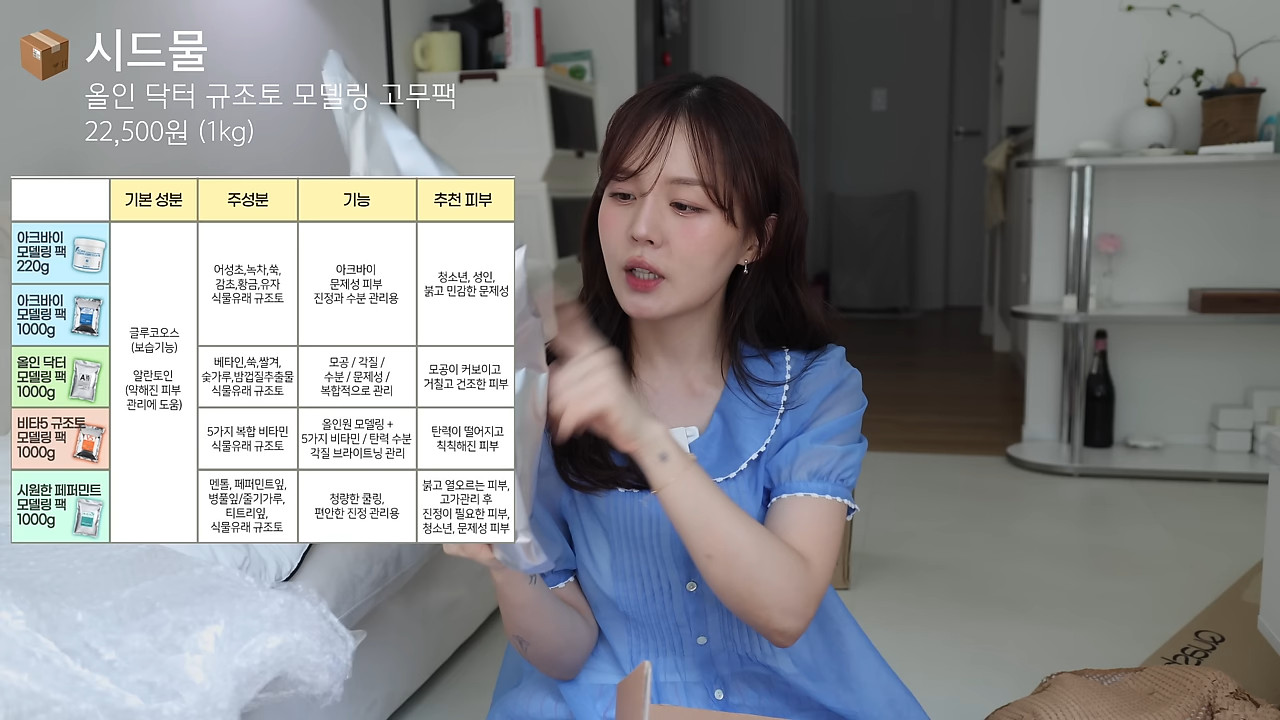 시드물
올인 닥터 규조토 모델링 고무팩
22,500원 (1kg)
기본 성분
주성분
기능
추천 피부
아크바이
모델링 팩
220g
아크바이
모델링 팩
1000g
올인 닥터
모델링 팩
1000g
비타5 규조토
모델링 팩
1000g
시원한 페퍼민트
모델링 팩
1000g
글루코오스
(보습기능)
알란토인
(약해진 피부
관리에 도움)
어성초,녹차,쑥,
감초,황금,유자
식물유래 규조토
아크바이
문제성 피부
진정과 수분 관리용
청소년, 성인,
붉고 민감한 문제성
베타인,쑥,쌀겨,
숯가루,밤껍질추출물
식물유래 규조토
모공 / 각질 /
수분 / 문제성 /
복합적으로 관리
모공이 커보이고
거칠고 건조한 피부
5가지 복합 비타민
식물유래 규조토
올인원 모델링 +
5가지 비타민 / 탄력 수분
각질 브라이트닝 관리
탄력이 떨어지고
칙칙해진 피부
멘톨, 페퍼민트잎,
병풀잎/줄기가루,
티트리잎,
식물유래 규조토
청량한 쿨링,
편안한 진정 관리용
붉고 열오르는 피부,
고가관리 후
진정이 필요한 피부,
청소년, 문제성 피부